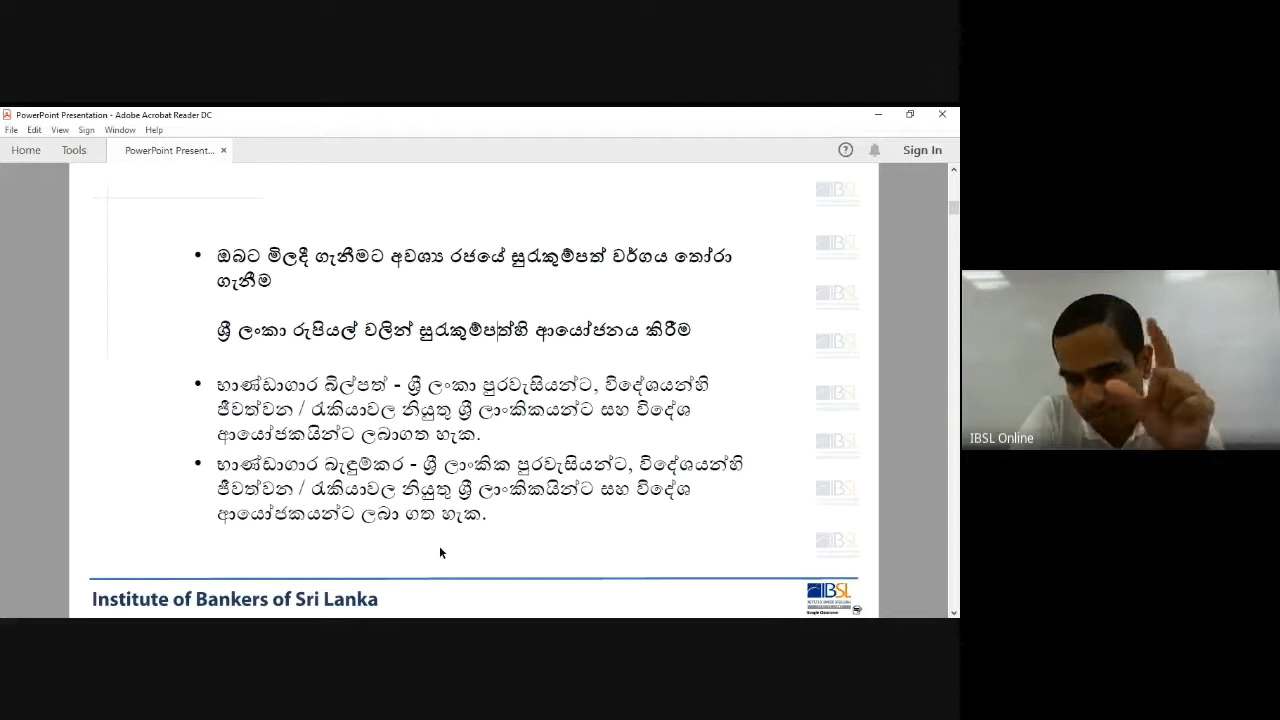 PowerPoint Presentation - Adobe Acrobat Reader DC
File Edit View Sign Window Help
Home Tools PowerPoint Present... × Sign In
• ඔබට මිලදී ගැනීමට අවශ්‍ය රජයේ සුරැකුම්පත් වර්ගය තෝරා
ගැනීම
ශ්‍රී ලංකා රුපියල් වලින් සුරැකුම්පත්හි ආයෝජනය කිරීම
• භාණ්ඩාගාර බිල්පත් - ශ්‍රී ලංකා පුරවැසියන්ට, විදේශයන්හි
ජීවත්වන / රැකියාවල නියුතු ශ්‍රී ලාංකිකයන්ට සහ විදේශ
ආයෝජකයින්ට ලබාගත හැක.
• භාණ්ඩාගාර බැඳුම්කර - ශ්‍රී ලාංකික පුරවැසියන්ට, විදේශයන්හි
ජීවත්වන / රැකියාවල නියුතු ශ්‍රී ලාංකිකයින්ට සහ විදේශ
ආයෝජකයන්ට ලබා ගත හැක.
Institute of Bankers of Sri Lanka
IBSL
IBSL Online